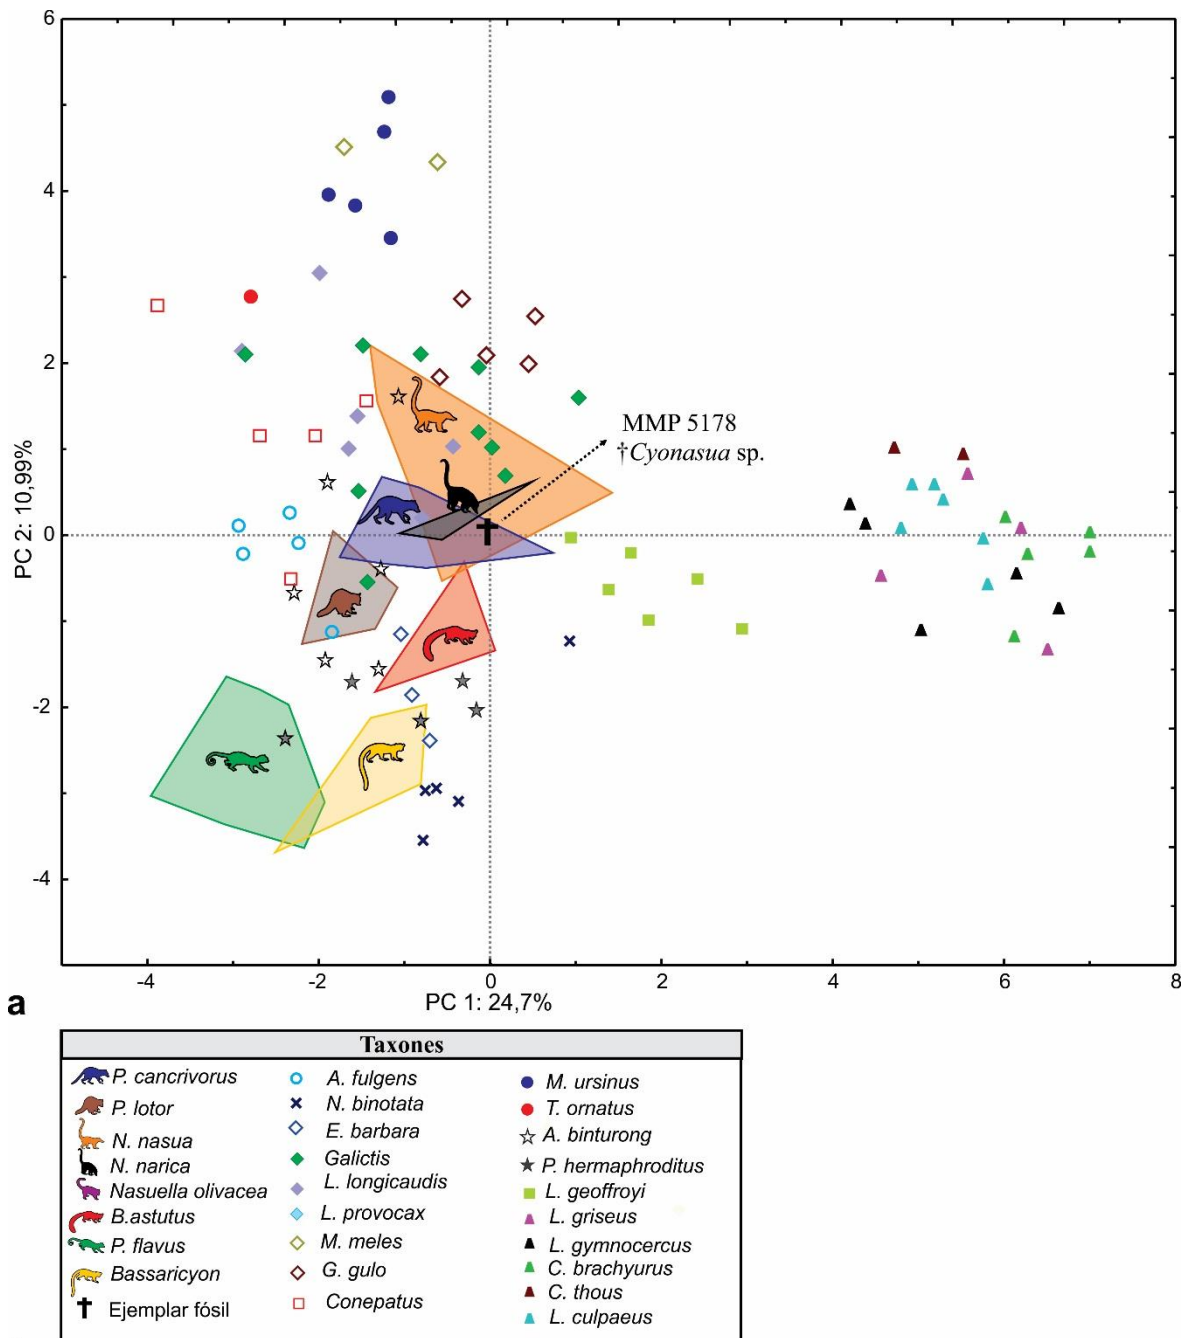 6
4
2
0
-2
-4
PC 2: 10,99%
MMP 5178
†Cyonasua sp.
-4
-2
0
2
4
6
8
PC 1: 24,7%
a
Taxones
P. cancrivorus
P. lotor
N. nasua
N. narica
Nasuella olivacea
B.astutus
P. flavus
Bassaricyon
Ejemplar fósil
A. fulgens
N. binotata
E. barbara
Galictis
L. longicaudis
L. provocax
M. meles
G. gulo
Conepatus
M. ursinus
T. ornatus
A. binturong
P. hermaphroditus
L. geoffroyi
L. griseus
L. gymnocercus
C. brachyurus
C. thous
L. culpaeus